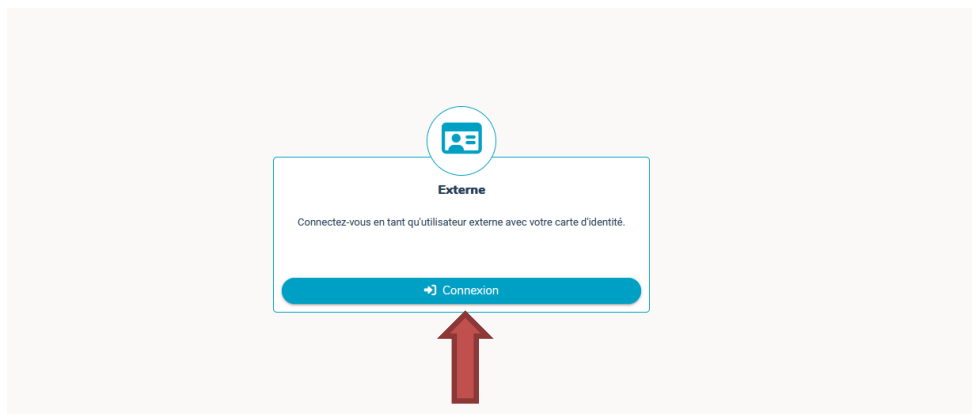 Externe
Connectez-vous en tant qu'utilisateur externe avec votre carte d'identité.
Connexion